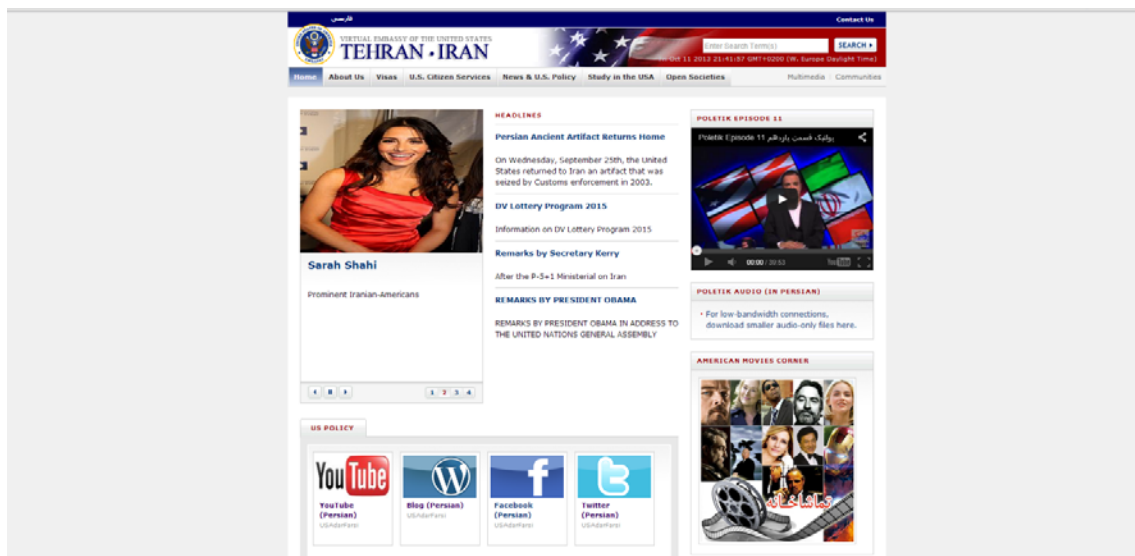 فارسی
Contact Us
VIRTUAL EMBASSY OF THE UNITED STATES
TEHRAN • IRAN
Enter Search Term(s)
SEARCH
Oct 11 2013 21:41:57 GMT+0200 (W. Europe Daylight Time)
Home About Us Visas U.S. Citizen Services News & U.S. Policy Study in the USA Open Societies Multimedia Communities
Sarah Shahi
Prominent Iranian-Americans
1 2 3 4
HEADLINES
Persian Ancient Artifact Returns Home
On Wednesday, September 25th, the United
States returned to Iran an artifact that was
seized by Customs enforcement in 2003.
DV Lottery Program 2015
Information on DV Lottery Program 2015
Remarks by Secretary Kerry
After the P-5+1 Ministerial on Iran
REMARKS BY PRESIDENT OBAMA
REMARKS BY PRESIDENT OBAMA IN ADDRESS TO
THE UNITED NATIONS GENERAL ASSEMBLY
POLETIK EPISODE 11
Poletik Episode 11 پولتیک قسمت یازدهم
00:00 / 28:53
YouTube
POLETIK AUDIO (IN PERSIAN)
For low-bandwidth connections,
download smaller audio-only files here.
AMERICAN MOVIES CORNER
تماشاخانه
US POLICY
YouTube
YouTube
(Persian)
USAdarFarsi
Blog (Persian)
USAdarFarsi
Facebook
(Persian)
USAdarFarsi
Twitter
(Persian)
USAdarFarsi